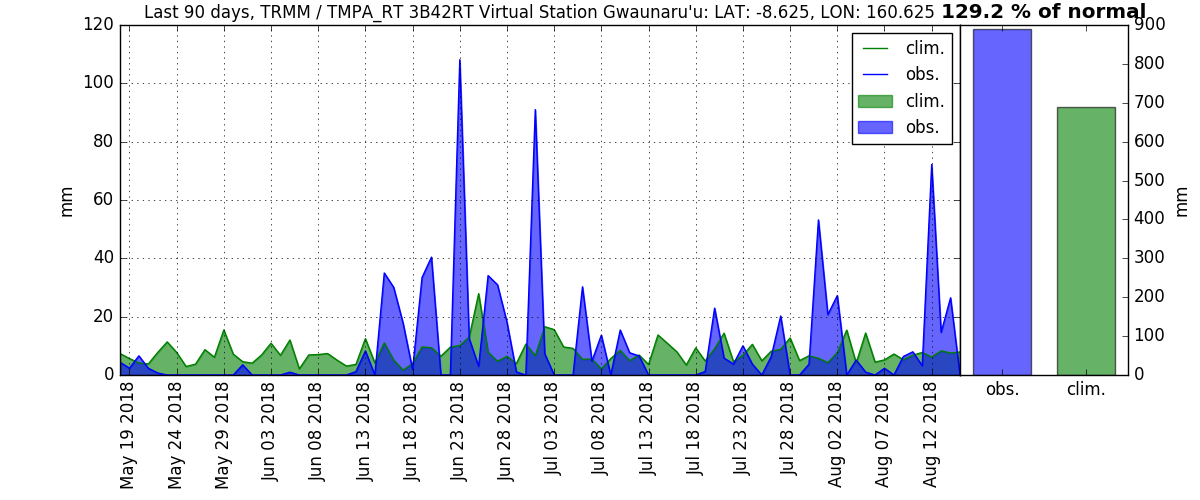 Last 90 days, TRMM / TMPA_RT 3B42RT Virtual Station Gwaunaru'u: LAT: -8.625, LON: 160.625 129.2 % of normal
120
100
80
60
40
20
0
mm
clim.
obs.
clim.
obs.
900
800
700
600
500
400
300
200
100
0
mm
May 19 2018
May 24 2018
May 29 2018
Jun 03 2018
Jun 08 2018
Jun 13 2018
Jun 18 2018
Jun 23 2018
Jun 28 2018
Jul 03 2018
Jul 08 2018
Jul 13 2018
Jul 18 2018
Jul 23 2018
Jul 28 2018
Aug 02 2018
Aug 07 2018
Aug 12 2018
obs.
clim.